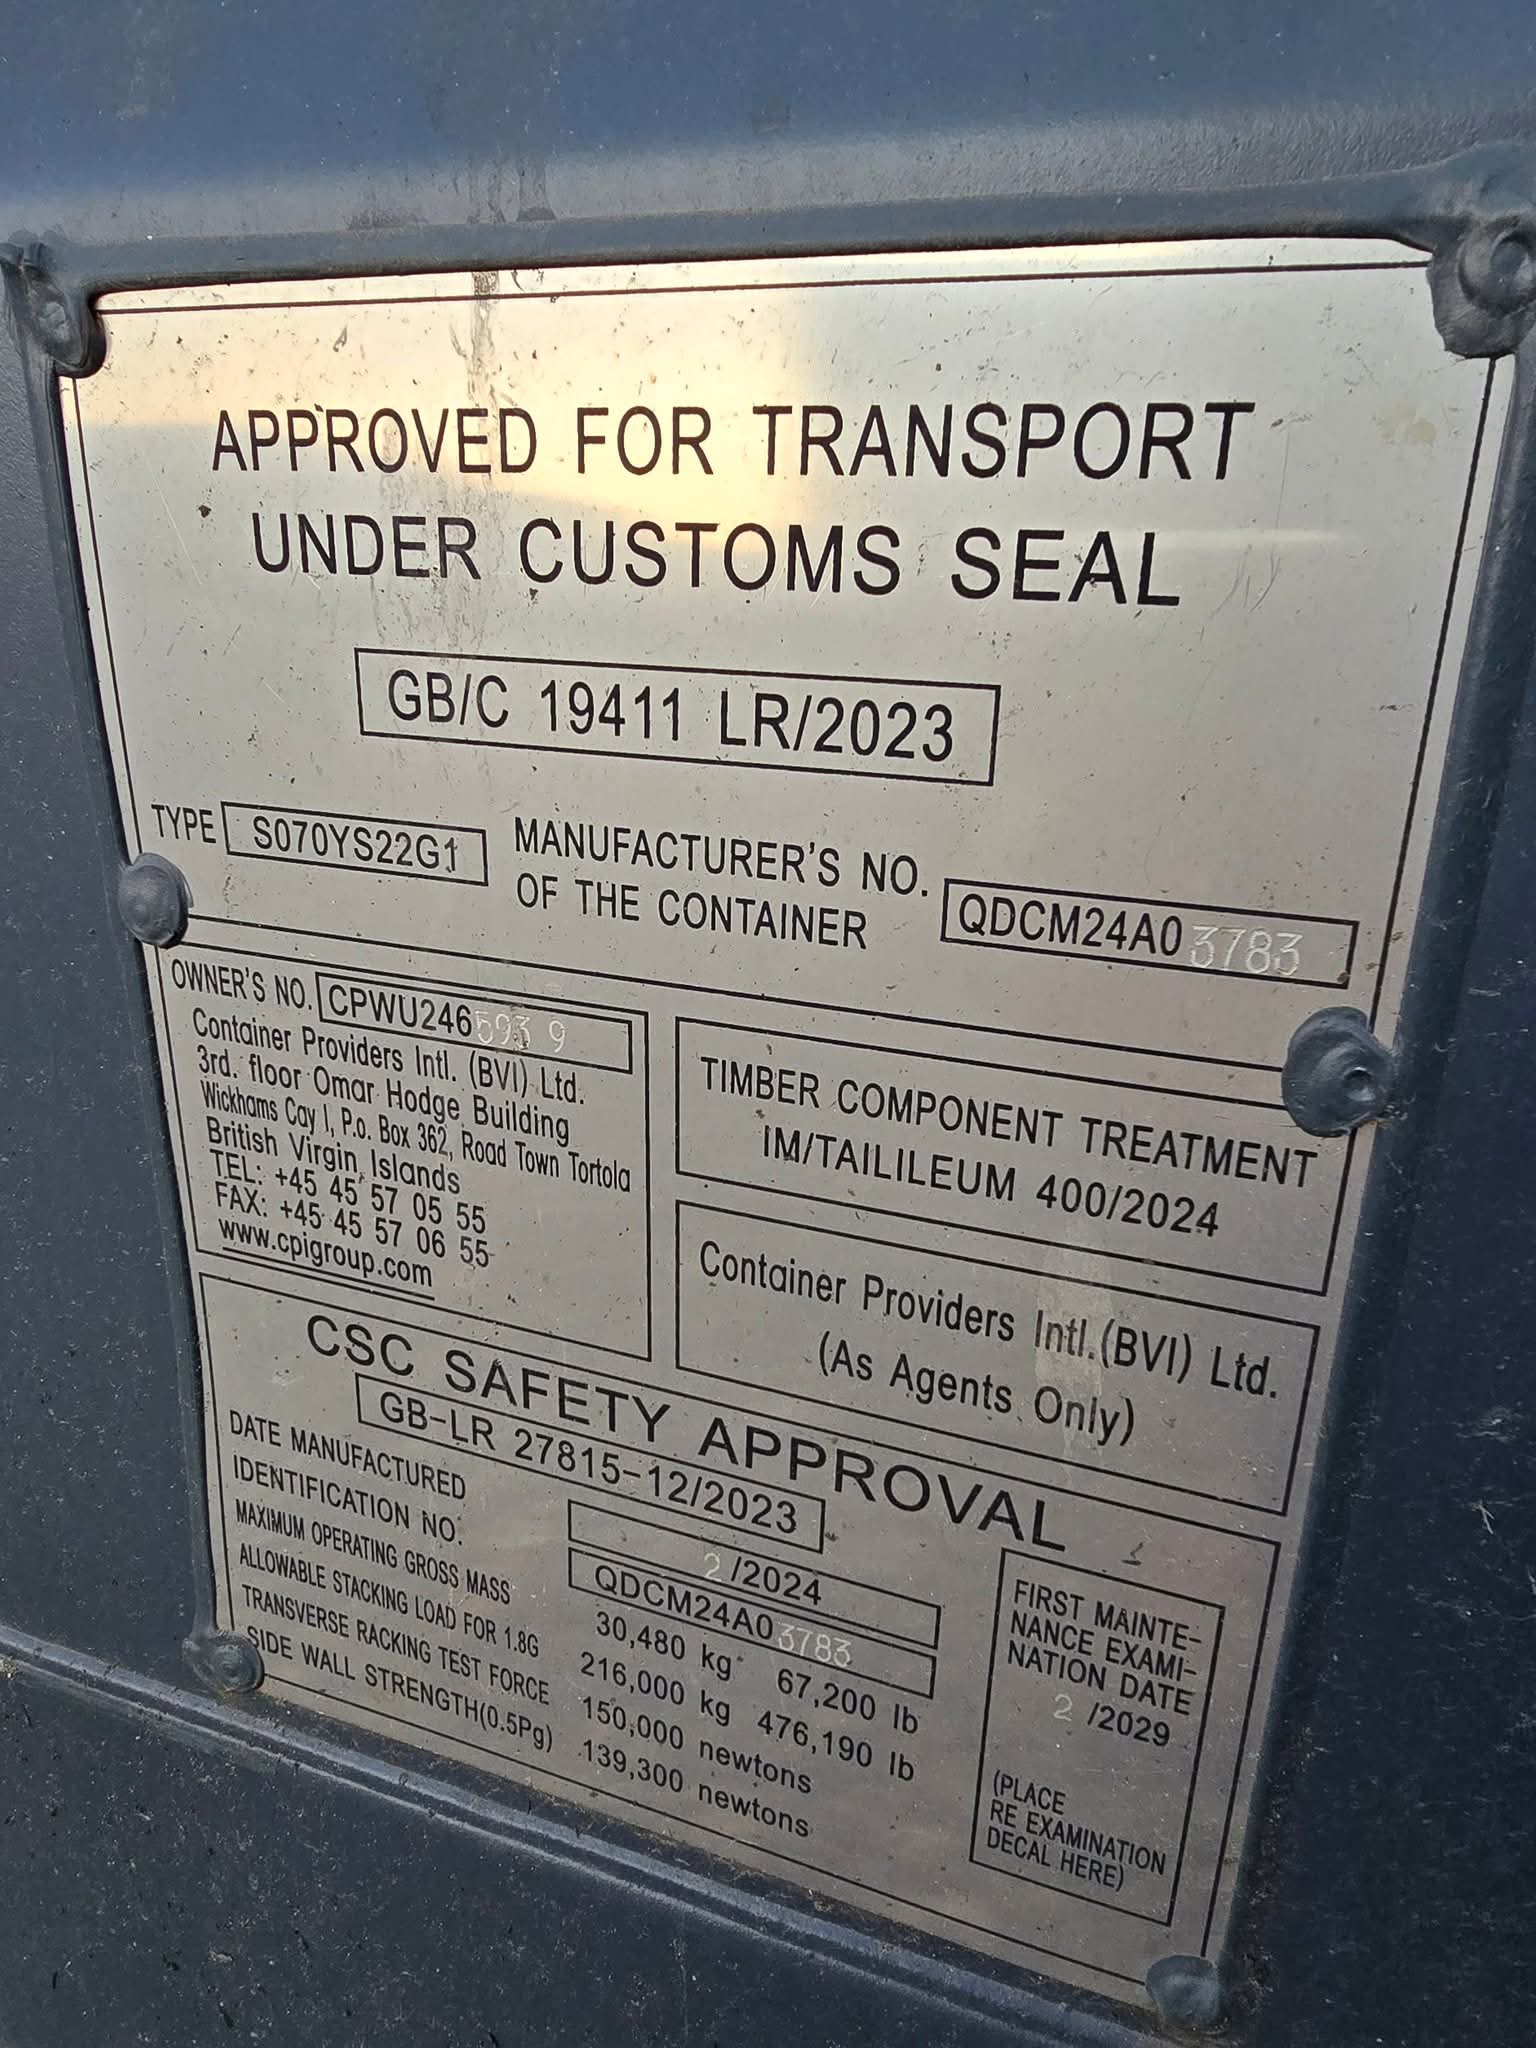 APPROVED FOR TRANSPORT
UNDER CUSTOMS SEAL
GB/C 19411 LR/2023
TYPE S070YS22G1
MANUFACTURER'S NO.
OF THE CONTAINER
QDCM24A0 3783
OWNER'S NO. CPWU246 593 9
Container Providers Intl. (BVI) Ltd.
3rd. floor Omar Hodge Building
Wickhams Cay I, P.o. Box 362, Road Town Tortola
British Virgin Islands
TEL: +45 45 57 05 55
FAX: +45 45 57 06 55
www.cpigroup.com
TIMBER COMPONENT TREATMENT
IM/TAILILEUM 400/2024
Container Providers Intl.(BVI) Ltd.
(As Agents Only)
CSC SAFETY APPROVAL
GB-LR 27815-12/2023
DATE MANUFACTURED 2 /2024
IDENTIFICATION NO. QDCM24A0 3783
MAXIMUM OPERATING GROSS MASS 30,480 kg 67,200 lb
ALLOWABLE STACKING LOAD FOR 1.8G 216,000 kg 476,190 lb
TRANSVERSE RACKING TEST FORCE 150,000 newtons
SIDE WALL STRENGTH(0.5Pg) 139,300 newtons
FIRST MAINTE-
NANCE EXAMI-
NATION DATE
2 /2029
(PLACE
RE EXAMINATION
DECAL HERE)